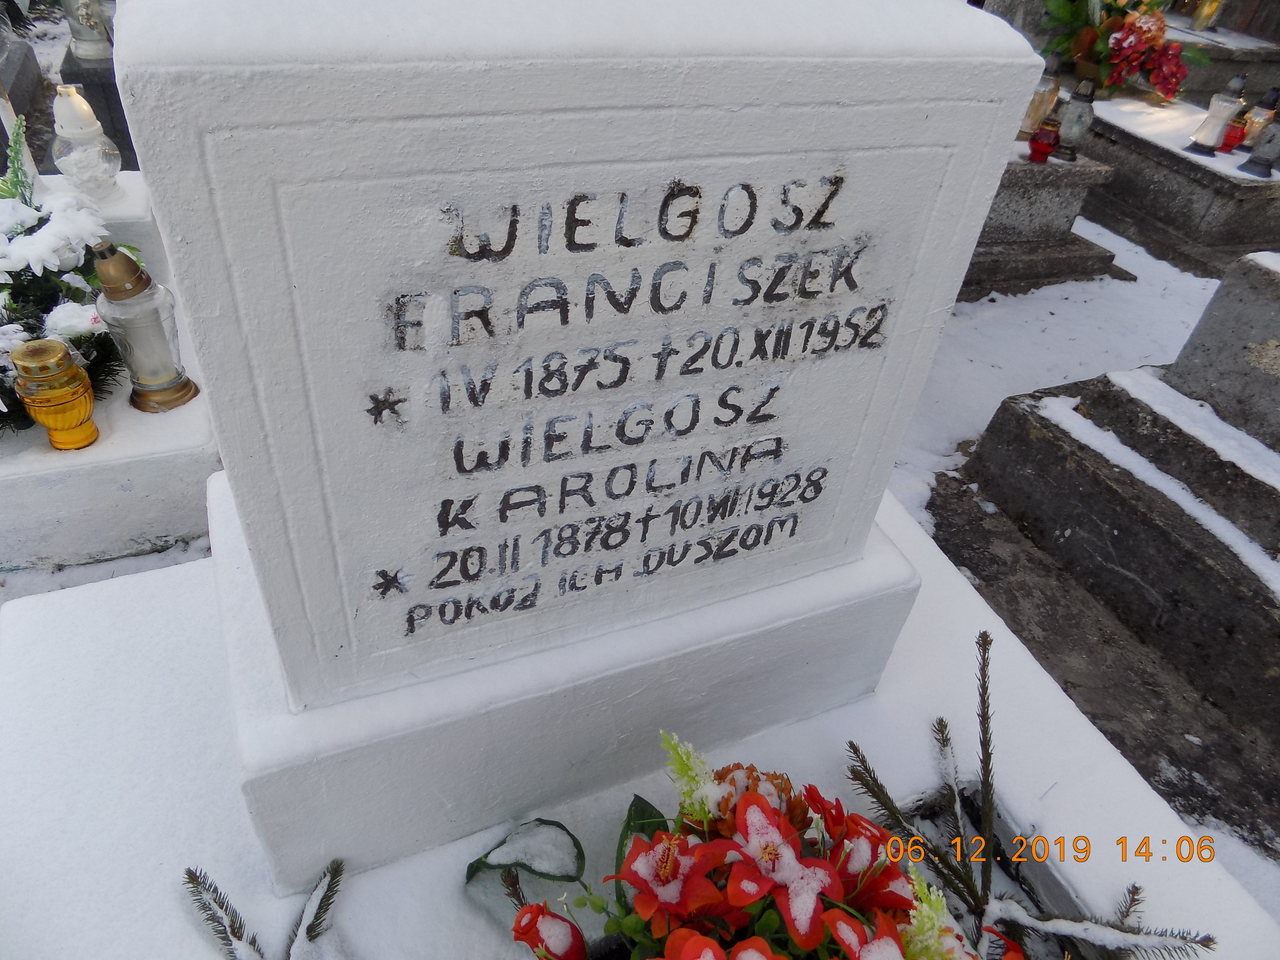 WIELGOSZ
FRANCISZEK
* IV 1875 † 20.XII 1952
WIELGOSZ
KAROLINA
* 20.II 1878 † 10.VII.1928
POKÓJ ICH DUSZOM
06.12.2019 14:06